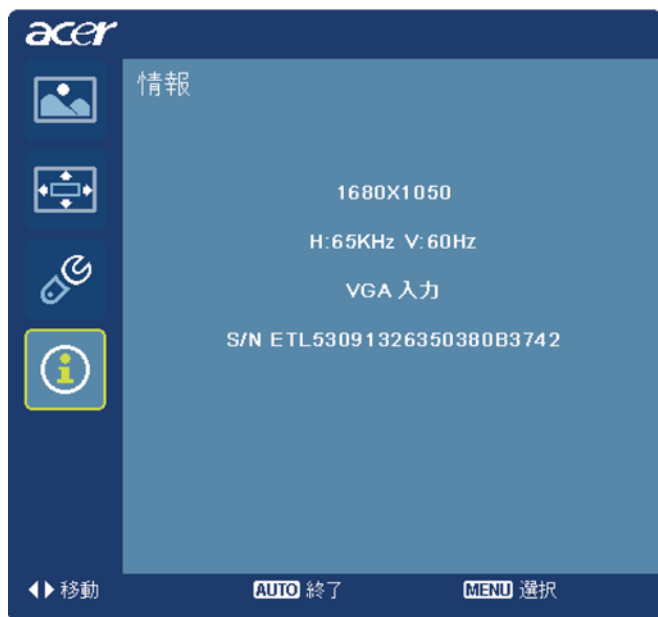 acer
情報
1680X1050
H:65KHz V:60Hz
VGA 入力
S/N ETL53091326350380B3742
移動 AUTO 終了 MENU 選択